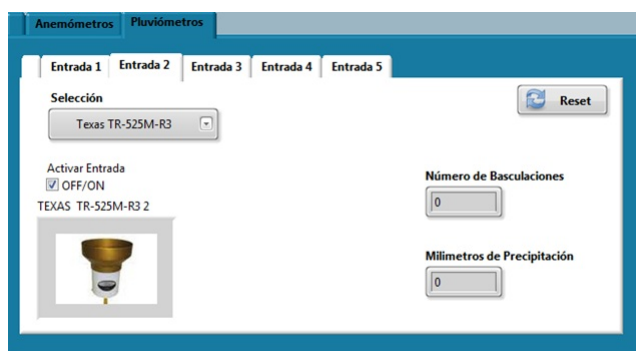 Anemómetros Pluviómetros
Entrada 1 Entrada 2 Entrada 3 Entrada 4 Entrada 5
Selección
Reset
Texas TR-525M-R3
Activar Entrada
OFF/ON
TEXAS TR-525M-R3 2
Número de Basculaciones
0
Milimetros de Precipitación
0